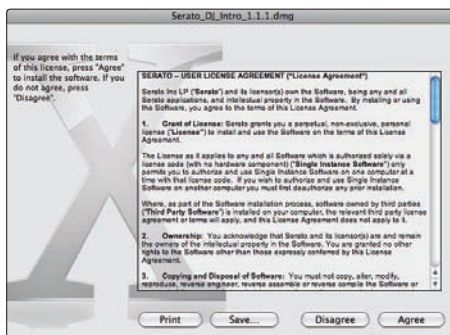 Serato_DJ_Intro_1.1.1.dmg
If you agree with the terms
of this license, press "Agree"
to install the software. If you
do not agree, press
"Disagree".
SERATO – USER LICENSE AGREEMENT ("License Agreement")
Serato Inc LP ("Serato") and its licensor(s) own the Software, being any and all
Serato applications, and intellectual property in the Software. By installing or using
the Software, you agree to the terms of this License Agreement.
1. Grant of License: Serato grants you a perpetual, non-exclusive, personal
license ("License") to install and use the Software on the terms of this License
Agreement.
The License as it applies to any and all Software which is authorized solely via a
license code (with no hardware component) ("Single Instance Software") only
permits you to authorize and use Single Instance Software on one computer at a
time with that license code. If you wish to authorize and use Single Instance
Software on another computer you must first deauthorize any prior installation.
Where, as part of the Software installation process, software owned by third parties
("Third Party Software") is installed on your computer, the relevant third party license
agreement or terms will apply, and this License Agreement does not apply to it.
2. Ownership: You acknowledge that Serato and its licensor(s) are and remain
the owners of the intellectual property in the Software. You are granted no other
rights to the Software other than those expressly conferred by this License
Agreement.
3. Copying and Disposal of Software: You must not copy, alter, modify,
reproduce, reverse engineer, reverse assemble or reverse compile the Software or
Print
Save...
Disagree
Agree